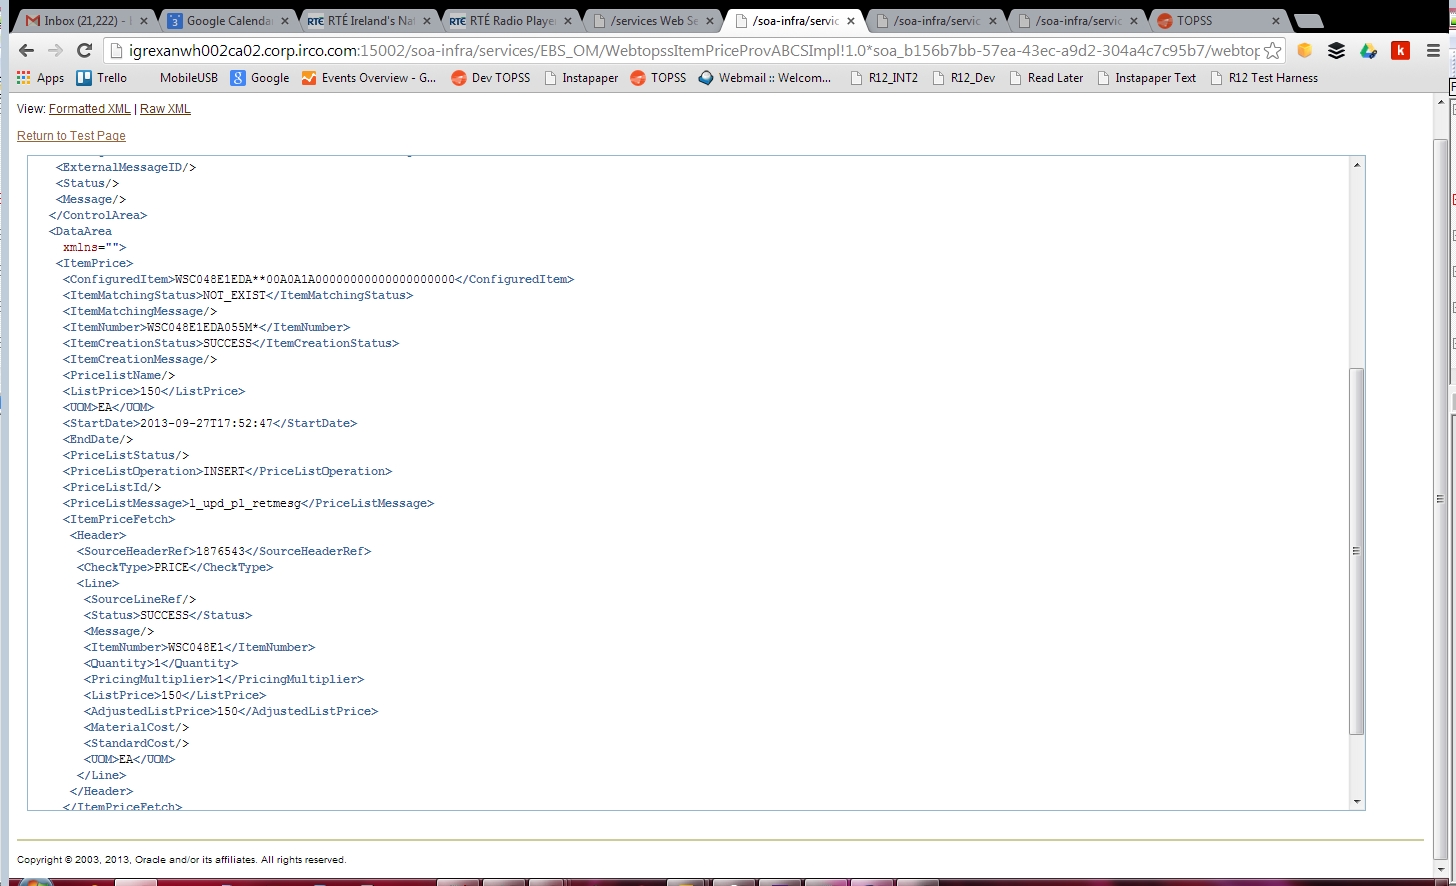 Inbox (21,222) - I
Google Calenda
RTÉ RTÉ Ireland's Nat
RTÉ RTÉ Radio Player
/services Web Se
/soa-infra/servic
/soa-infra/servic
/soa-infra/servic
TOPSS
igrexanwh002ca02.corp.irco.com:15002/soa-infra/services/EBS_OM/WebtopssItemPriceProvABCSImpl!1.0*soa_b156b7bb-57ea-43ec-a9d2-304a4c7c95b7/webtop
Apps Trello MobileUSB Google Events Overview - G... Dev TOPSS Instapaper TOPSS Webmail :: Welcom... R12_INT2 R12_Dev Read Later Instapaper Text R12 Test Harness
View: Formatted XML | Raw XML
Return to Test Page
<ExternalMessageID/>
<Status/>
<Message/>
</ControlArea>
<DataArea
xmlns="">
<ItemPrice>
<ConfiguredItem>WSC048E1EDA**00A0A1A00000000000000000000</ConfiguredItem>
<ItemMatchingStatus>NOT_EXIST</ItemMatchingStatus>
<ItemMatchingMessage/>
<ItemNumber>WSC048E1EDA055M*</ItemNumber>
<ItemCreationStatus>SUCCESS</ItemCreationStatus>
<ItemCreationMessage/>
<PricelistName/>
<ListPrice>150</ListPrice>
<UOM>EA</UOM>
<StartDate>2013-09-27T17:52:47</StartDate>
<EndDate/>
<PriceListStatus/>
<PriceListOperation>INSERT</PriceListOperation>
<PriceListId/>
<PriceListMessage>l_upd_pl_retmesg</PriceListMessage>
<ItemPriceFetch>
<Header>
<SourceHeaderRef>1876543</SourceHeaderRef>
<CheckType>PRICE</CheckType>
<Line>
<SourceLineRef/>
<Status>SUCCESS</Status>
<Message/>
<ItemNumber>WSC048E1</ItemNumber>
<Quantity>1</Quantity>
<PricingMultiplier>1</PricingMultiplier>
<ListPrice>150</ListPrice>
<AdjustedListPrice>150</AdjustedListPrice>
<MaterialCost/>
<StandardCost/>
<UOM>EA</UOM>
</Line>
</Header>
</ItemPriceFetch>
Copyright © 2003, 2013, Oracle and/or its affiliates. All rights reserved.